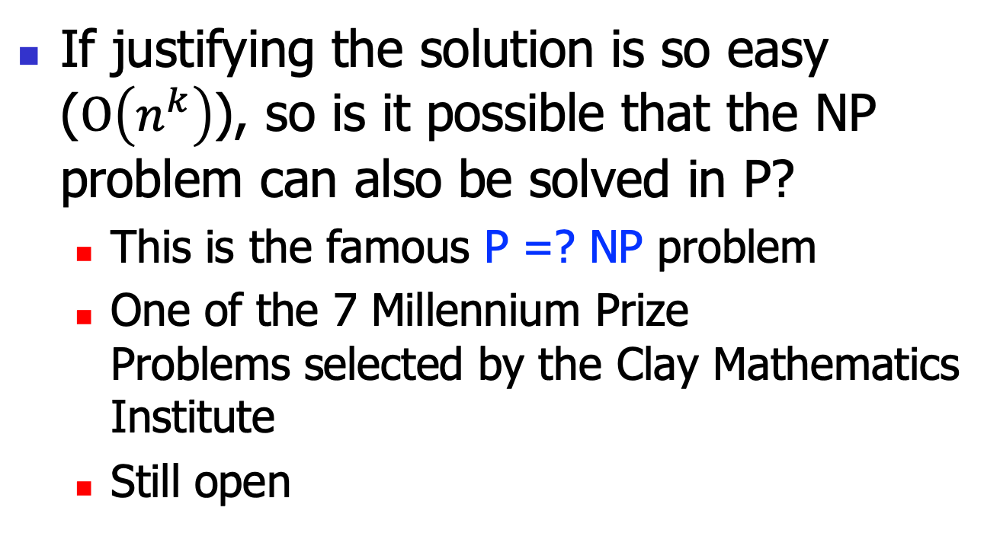 If justifying the solution is so easy
(O(n^k)), so is it possible that the NP
problem can also be solved in P?
This is the famous P =? NP problem
One of the 7 Millennium Prize
Problems selected by the Clay Mathematics
Institute
Still open